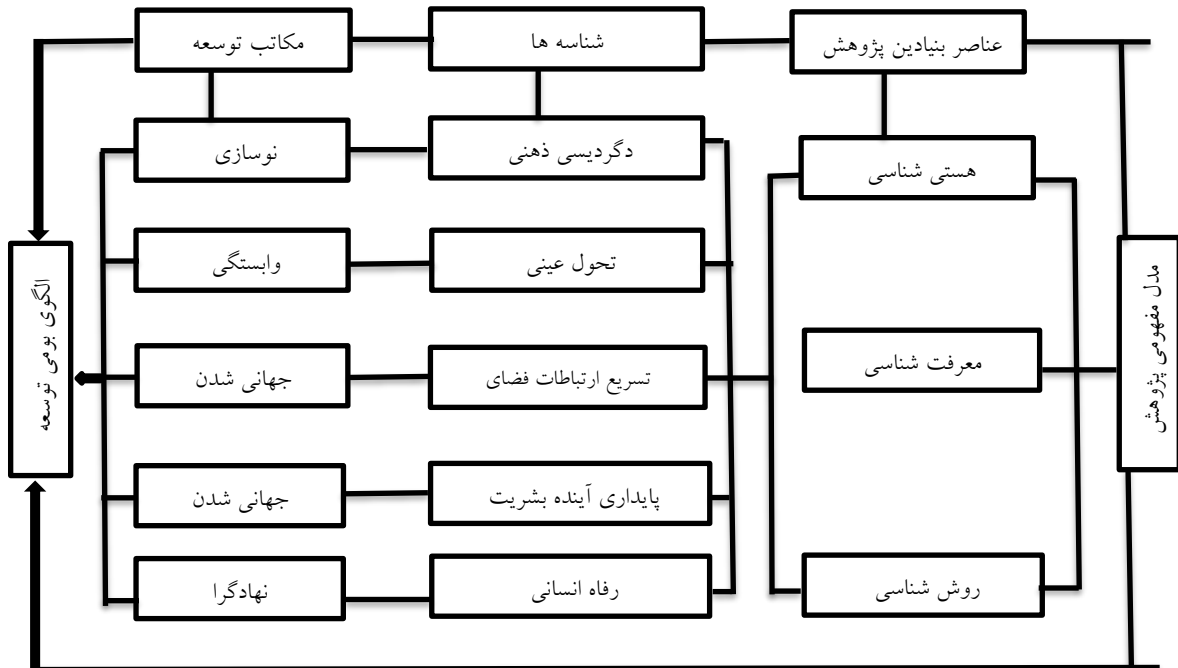 عناصر بنیادین پژوهش
شناسه ها
مکاتب توسعه
هستی شناسی
دگردیسی ذهنی
نوسازی
تحول عینی
وابستگی
مدل مفهومی پژوهش
معرفت شناسی
تسریع ارتباطات فضای
جهانی شدن
الگوی بومی توسعه
پایداری آینده بشریت
جهانی شدن
روش شناسی
رفاه انسانی
نهادگرا